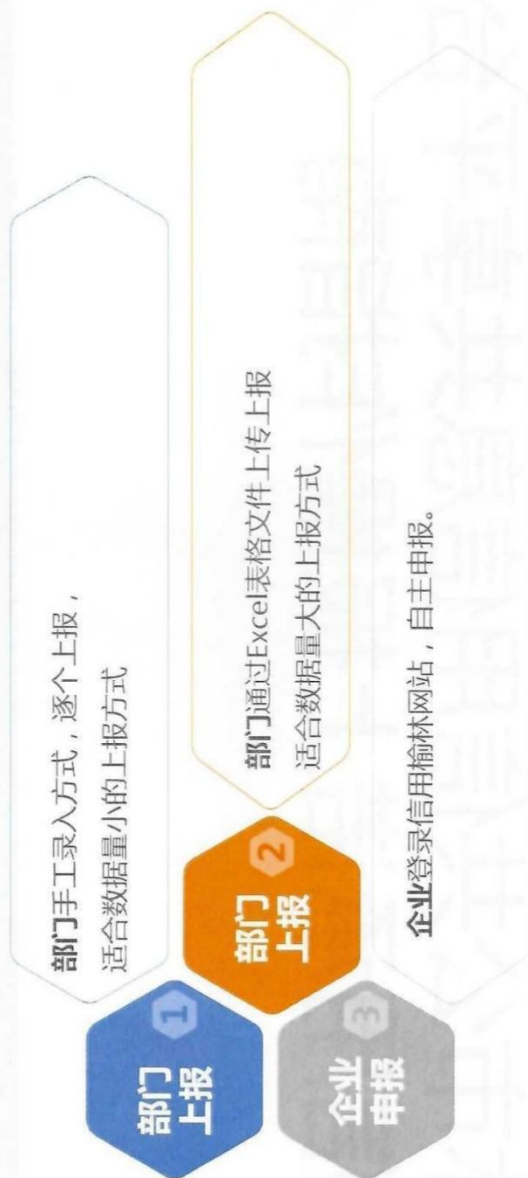 部门
上报
1
部门手工录入方式，逐个上报，
适合数据量小的上报方式
部门
上报
2
部门通过Excel表格文件上传上报
适合数据量大的上报方式
企业
申报
3
企业登录信用榆林网站，自主申报。